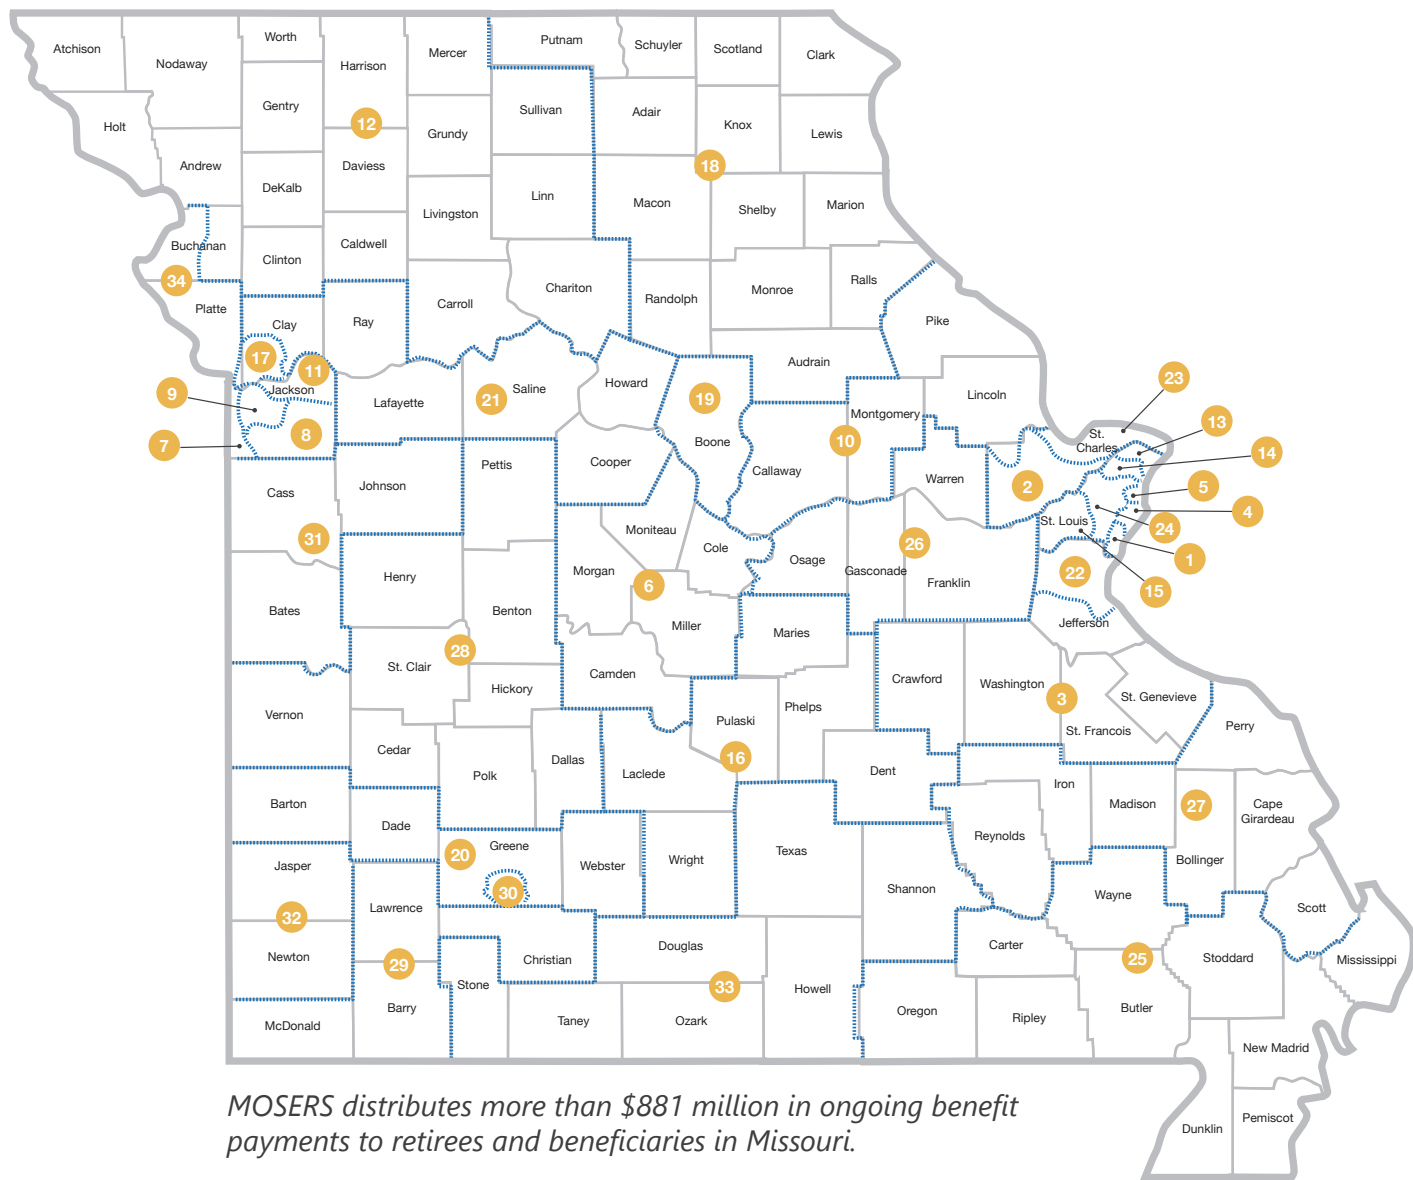 Atchison
Nodaway
Worth
Harrison
Mercer
Putnam
Schuyler
Scotland
Clark
Holt
Gentry
12
Grundy
Sullivan
Adair
Knox
Lewis
Andrew
DeKalb
Daviess
Livingston
Linn
Macon
18
Shelby
Marion
Buchanan
Clinton
Caldwell
34
Platte
Clay
Ray
Carroll
Chariton
Randolph
Monroe
Ralls
Pike
17
11
Jackson
9
8
7
Lafayette
21
Saline
Howard
19
Boone
Audrain
Callaway
10
Montgomery
Lincoln
Warren
St.
Charles
23
13
14
5
4
24
1
15
2
St. Louis
22
Jefferson
Cass
31
Johnson
Pettis
Cooper
Moniteau
Cole
Osage
Gasconade
26
Franklin
Bates
Henry
Benton
Morgan
6
Miller
Maries
St. Clair
28
Hickory
Camden
Pulaski
16
Phelps
Crawford
Washington
3
St. Francois
St. Genevieve
Perry
Vernon
Cedar
Polk
Dallas
Laclede
Dent
Iron
Madison
27
Bollinger
Cape
Girardeau
Barton
Dade
20
Greene
30
Webster
Wright
Texas
Reynolds
Shannon
Wayne
Scott
Jasper
32
Newton
Lawrence
29
Barry
Stone
Christian
Douglas
33
Howell
Carter
25
Butler
Stoddard
Mississippi
McDonald
Taney
Ozark
Oregon
Ripley
New Madrid
Dunklin
Pemiscot
MOSERS distributes more than $881 million in ongoing benefit
payments to retirees and beneficiaries in Missouri.